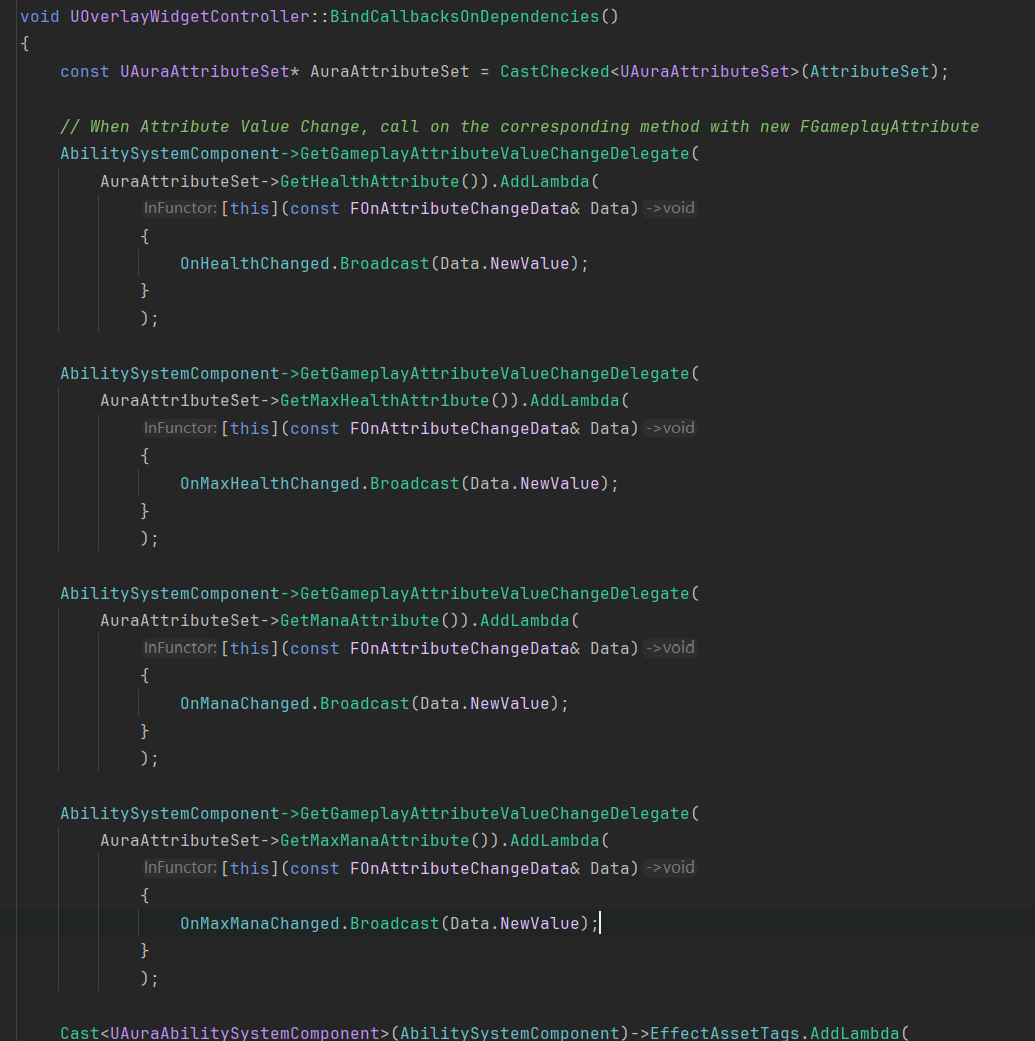 void UOverlayWidgetController::BindCallbacksOnDependencies()
{
    const UAuraAttributeSet* AuraAttributeSet = CastChecked<UAuraAttributeSet>(AttributeSet);

    // When Attribute Value Change, call on the corresponding method with new FGameplayAttribute
    AbilitySystemComponent->GetGameplayAttributeValueChangeDelegate(
        AuraAttributeSet->GetHealthAttribute()).AddLambda(
            InFunctor: [this](const FOnAttributeChangeData& Data) ->void
            {
                OnHealthChanged.Broadcast(Data.NewValue);
            }
            );

    AbilitySystemComponent->GetGameplayAttributeValueChangeDelegate(
        AuraAttributeSet->GetMaxHealthAttribute()).AddLambda(
            InFunctor: [this](const FOnAttributeChangeData& Data) ->void
            {
                OnMaxHealthChanged.Broadcast(Data.NewValue);
            }
            );

    AbilitySystemComponent->GetGameplayAttributeValueChangeDelegate(
        AuraAttributeSet->GetManaAttribute()).AddLambda(
            InFunctor: [this](const FOnAttributeChangeData& Data) ->void
            {
                OnManaChanged.Broadcast(Data.NewValue);
            }
            );

    AbilitySystemComponent->GetGameplayAttributeValueChangeDelegate(
        AuraAttributeSet->GetMaxManaAttribute()).AddLambda(
            InFunctor: [this](const FOnAttributeChangeData& Data) ->void
            {
                OnMaxManaChanged.Broadcast(Data.NewValue);
            }
            );

    Cast<UAuraAbilitySystemComponent>(AbilitySystemComponent)->EffectAssetTags.AddLambda(